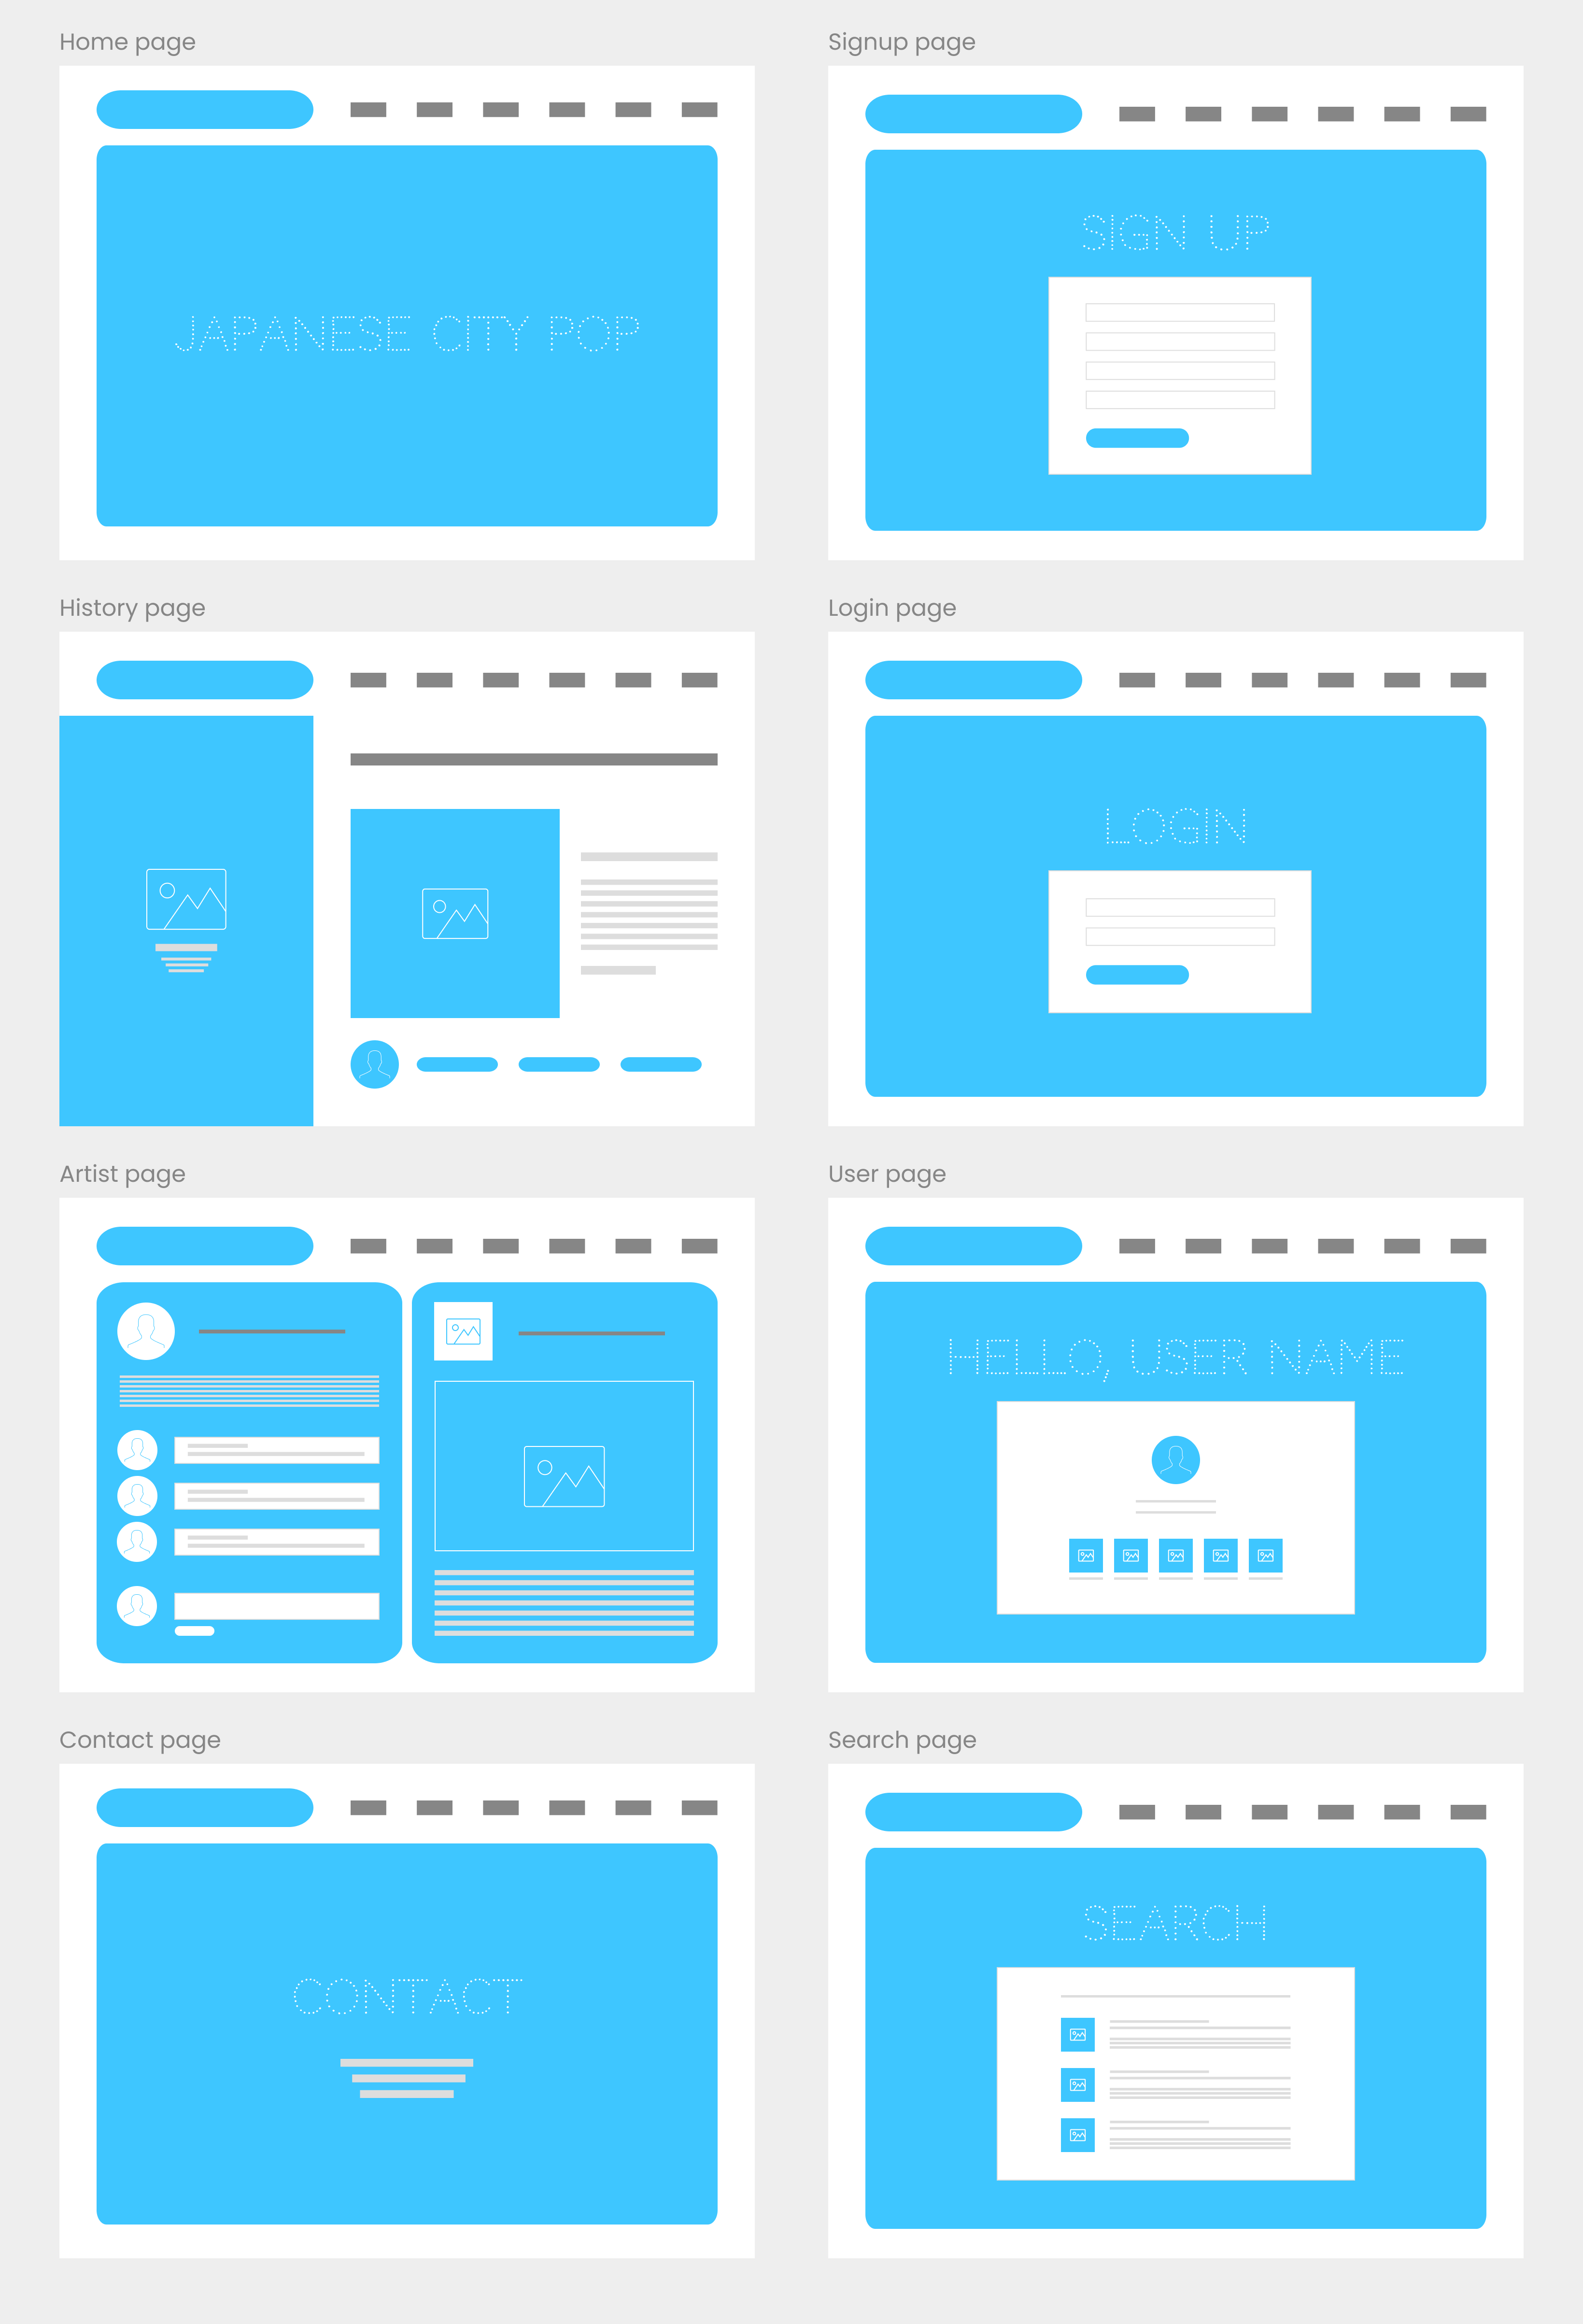 Home page
JAPANESE CITY POP
Signup page
SIGN UP
History page
Login page
LOGIN
Artist page
User page
HELLO, USER NAME
Contact page
CONTACT
Search page
SEARCH